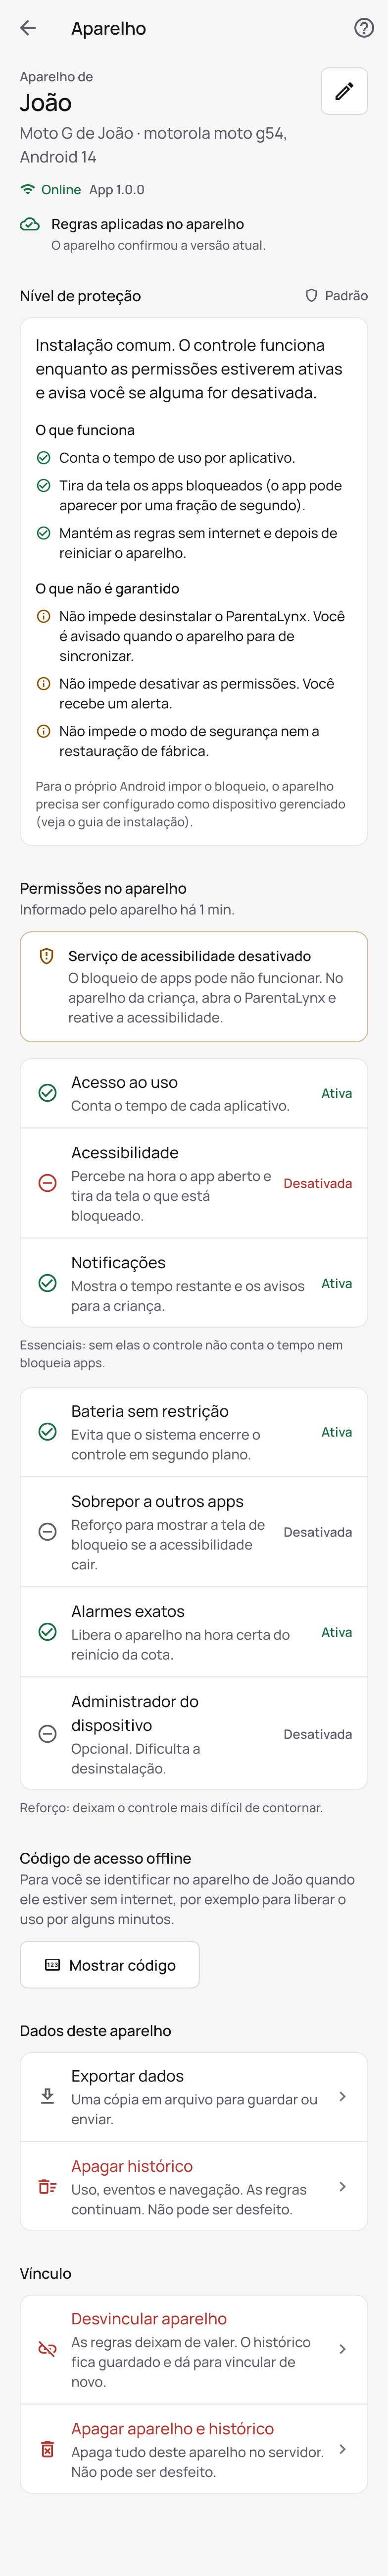 Aparelho
Aparelho de
João
Moto G de João · motorola moto g54,
Android 14
Online App 1.0.0
Regras aplicadas no aparelho
O aparelho confirmou a versão atual.
Nível de proteção
Padrão
Instalação comum. O controle funciona
enquanto as permissões estiverem ativas
e avisa você se alguma for desativada.
O que funciona
Conta o tempo de uso por aplicativo.
Tira da tela os apps bloqueados (o app pode
aparecer por uma fração de segundo).
Mantém as regras sem internet e depois de
reiniciar o aparelho.
O que não é garantido
Não impede desinstalar o ParentaLynx. Você
é avisado quando o aparelho para de
sincronizar.
Não impede desativar as permissões. Você
recebe um alerta.
Não impede o modo de segurança nem a
restauração de fábrica.
Para o próprio Android impor o bloqueio, o aparelho
precisa ser configurado como dispositivo gerenciado
(veja o guia de instalação).
Permissões no aparelho
Informado pelo aparelho há 1 min.
Serviço de acessibilidade desativado
O bloqueio de apps pode não funcionar. No
aparelho da criança, abra o ParentaLynx e
reative a acessibilidade.
Acesso ao uso
Conta o tempo de cada aplicativo.
Ativa
Acessibilidade
Percebe na hora o app aberto e
tira da tela o que está
bloqueado.
Desativada
Notificações
Mostra o tempo restante e os avisos
para a criança.
Ativa
Essenciais: sem elas o controle não conta o tempo nem
bloqueia apps.
Bateria sem restrição
Evita que o sistema encerre o
controle em segundo plano.
Ativa
Sobrepor a outros apps
Reforço para mostrar a tela de
bloqueio se a acessibilidade
cair.
Desativada
Alarmes exatos
Libera o aparelho na hora certa do
reinício da cota.
Ativa
Administrador do
dispositivo
Opcional. Dificulta a
desinstalação.
Desativada
Reforço: deixam o controle mais difícil de contornar.
Código de acesso offline
Para você se identificar no aparelho de João quando
ele estiver sem internet, por exemplo para liberar o
uso por alguns minutos.
Mostrar código
Dados deste aparelho
Exportar dados
Uma cópia em arquivo para guardar ou
enviar.
Apagar histórico
Uso, eventos e navegação. As regras
continuam. Não pode ser desfeito.
Vínculo
Desvincular aparelho
As regras deixam de valer. O histórico
fica guardado e dá para vincular de
novo.
Apagar aparelho e histórico
Apaga tudo deste aparelho no servidor.
Não pode ser desfeito.